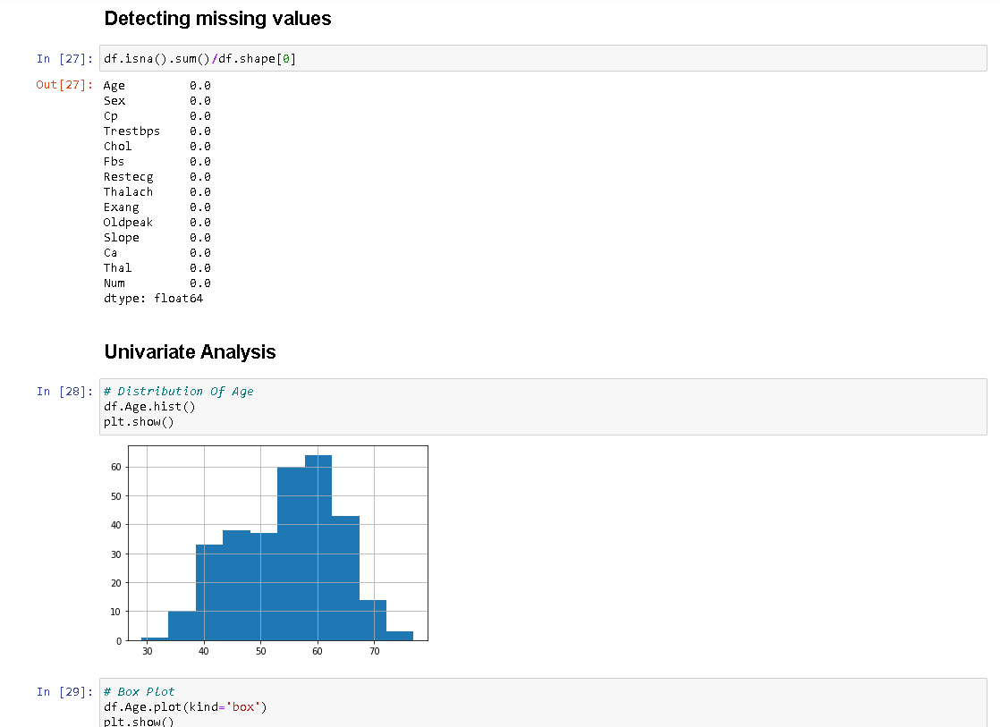 Detecting missing values
In [27]: df.isna().sum()/df.shape[0]
Out[27]: Age 0.0
Sex 0.0
Cp 0.0
Trestbps 0.0
Chol 0.0
Fbs 0.0
Restecg 0.0
Thalach 0.0
Exang 0.0
Oldpeak 0.0
Slope 0.0
Ca 0.0
Thal 0.0
Num 0.0
dtype: float64
Univariate Analysis
In [28]: # Distribution Of Age
df.Age.hist()
plt.show()
60
50
40
30
20
10
0
30 40 50 60 70
In [29]: # Box Plot
df.Age.plot(kind='box')
plt.show()